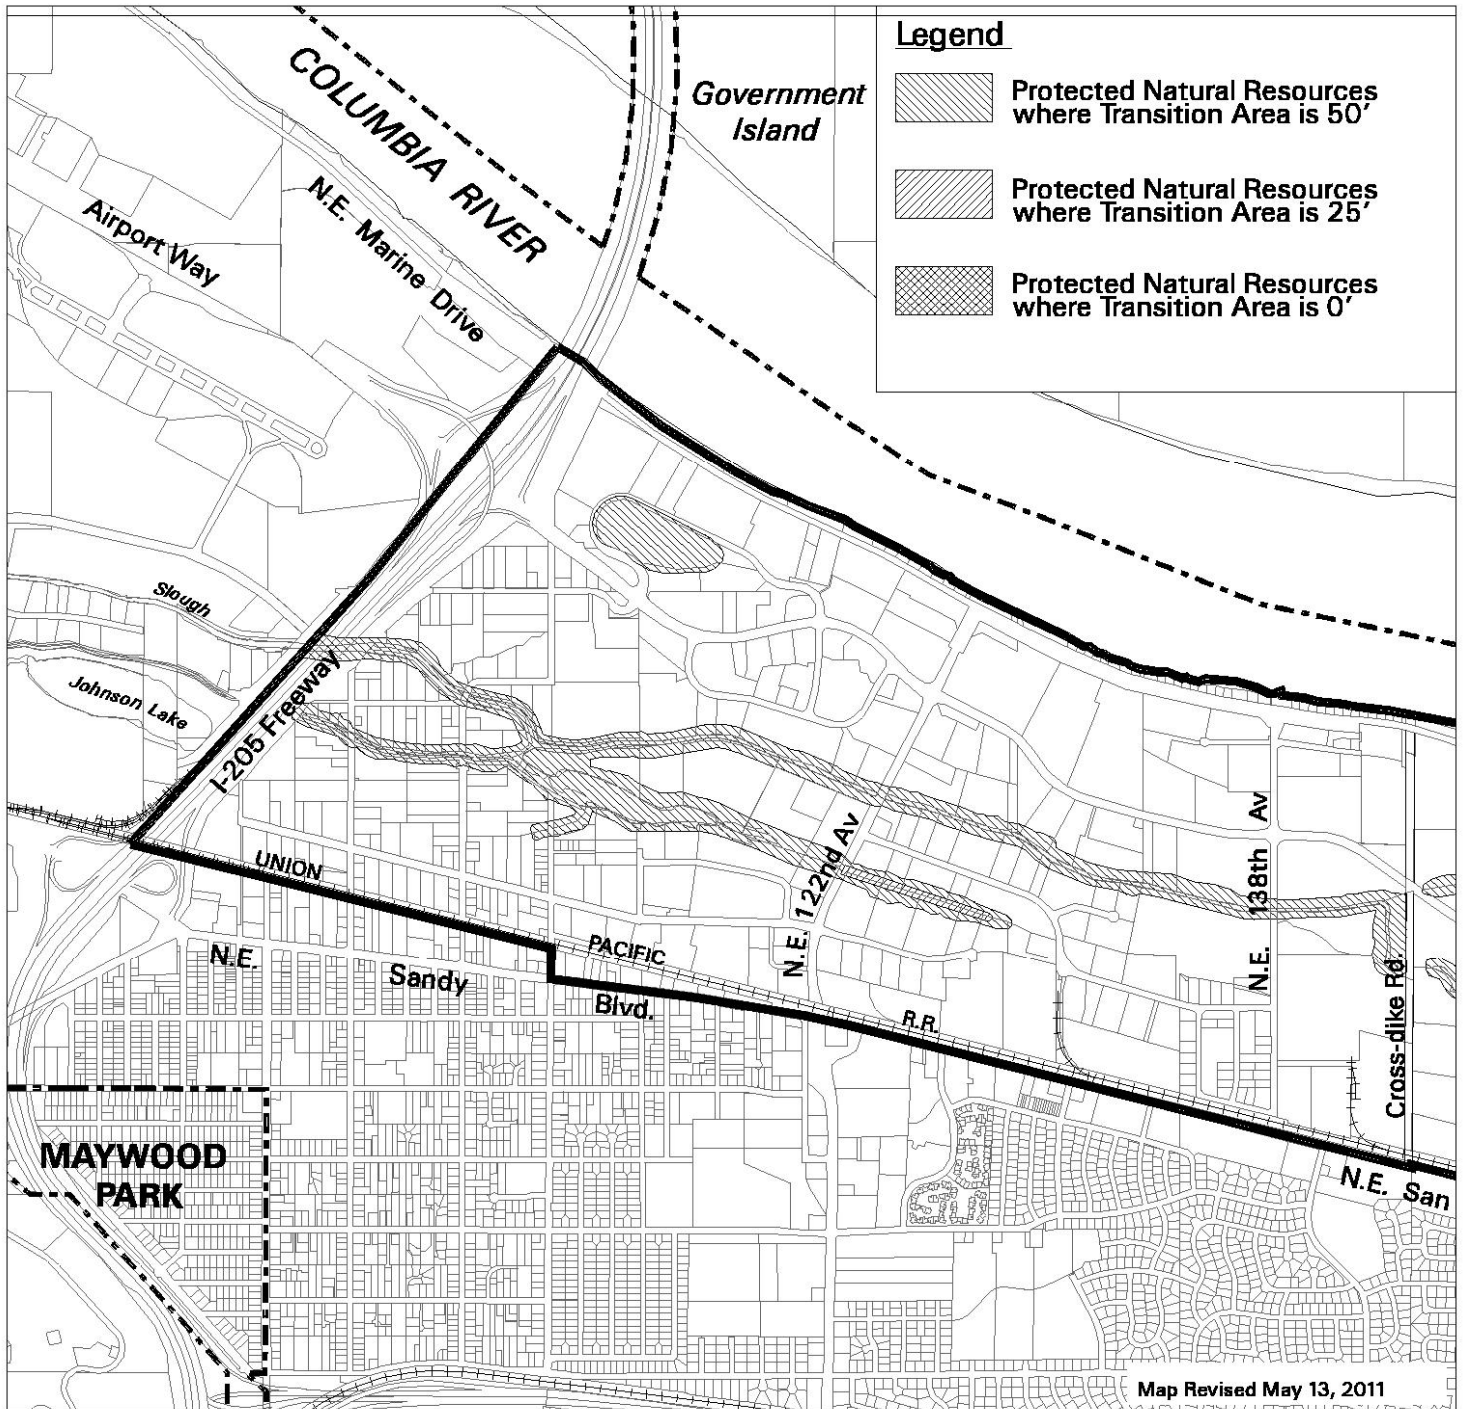 Legend
Protected Natural Resources
where Transition Area is 50'
Protected Natural Resources
where Transition Area is 25'
Protected Natural Resources
where Transition Area is 0'
COLUMBIA RIVER
Government
Island
N.E. Marine Drive
Airport Way
Slough
Johnson Lake
I-205 Freeway
UNION
PACIFIC
R.R.
N.E.
Sandy
Blvd.
N.E. 122nd Av
N.E. 138th Av
Cross-dike Rd.
MAYWOOD
PARK
N.E. San
Map Revised May 13, 2011